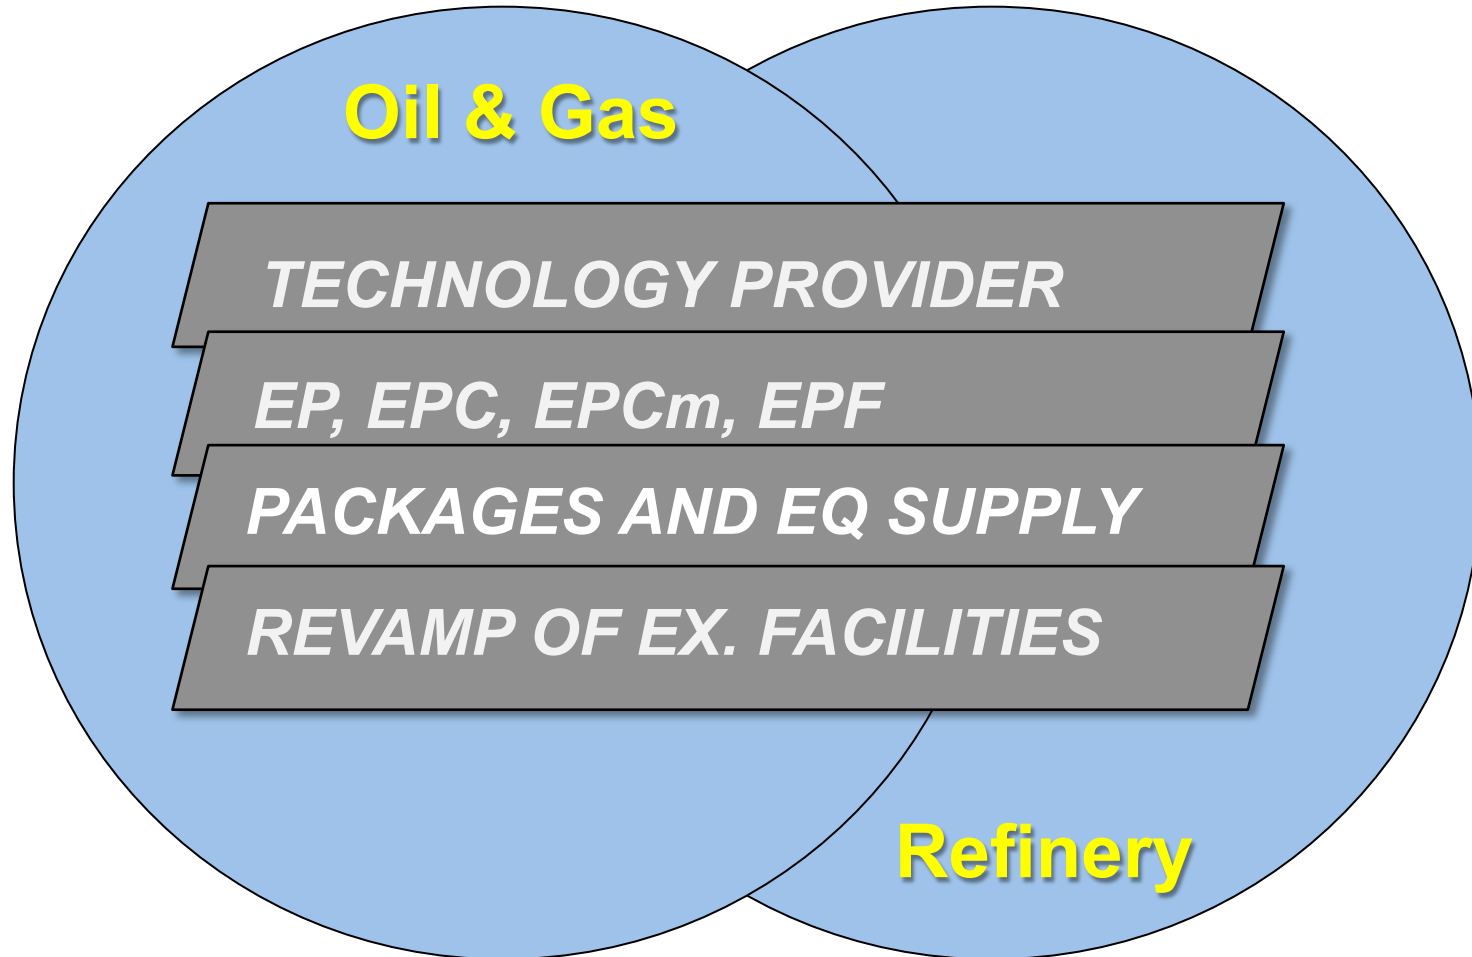 Oil & Gas
TECHNOLOGY PROVIDER
EP, EPC, EPCm, EPF
PACKAGES AND EQ SUPPLY
REVAMP OF EX. FACILITIES
Refinery